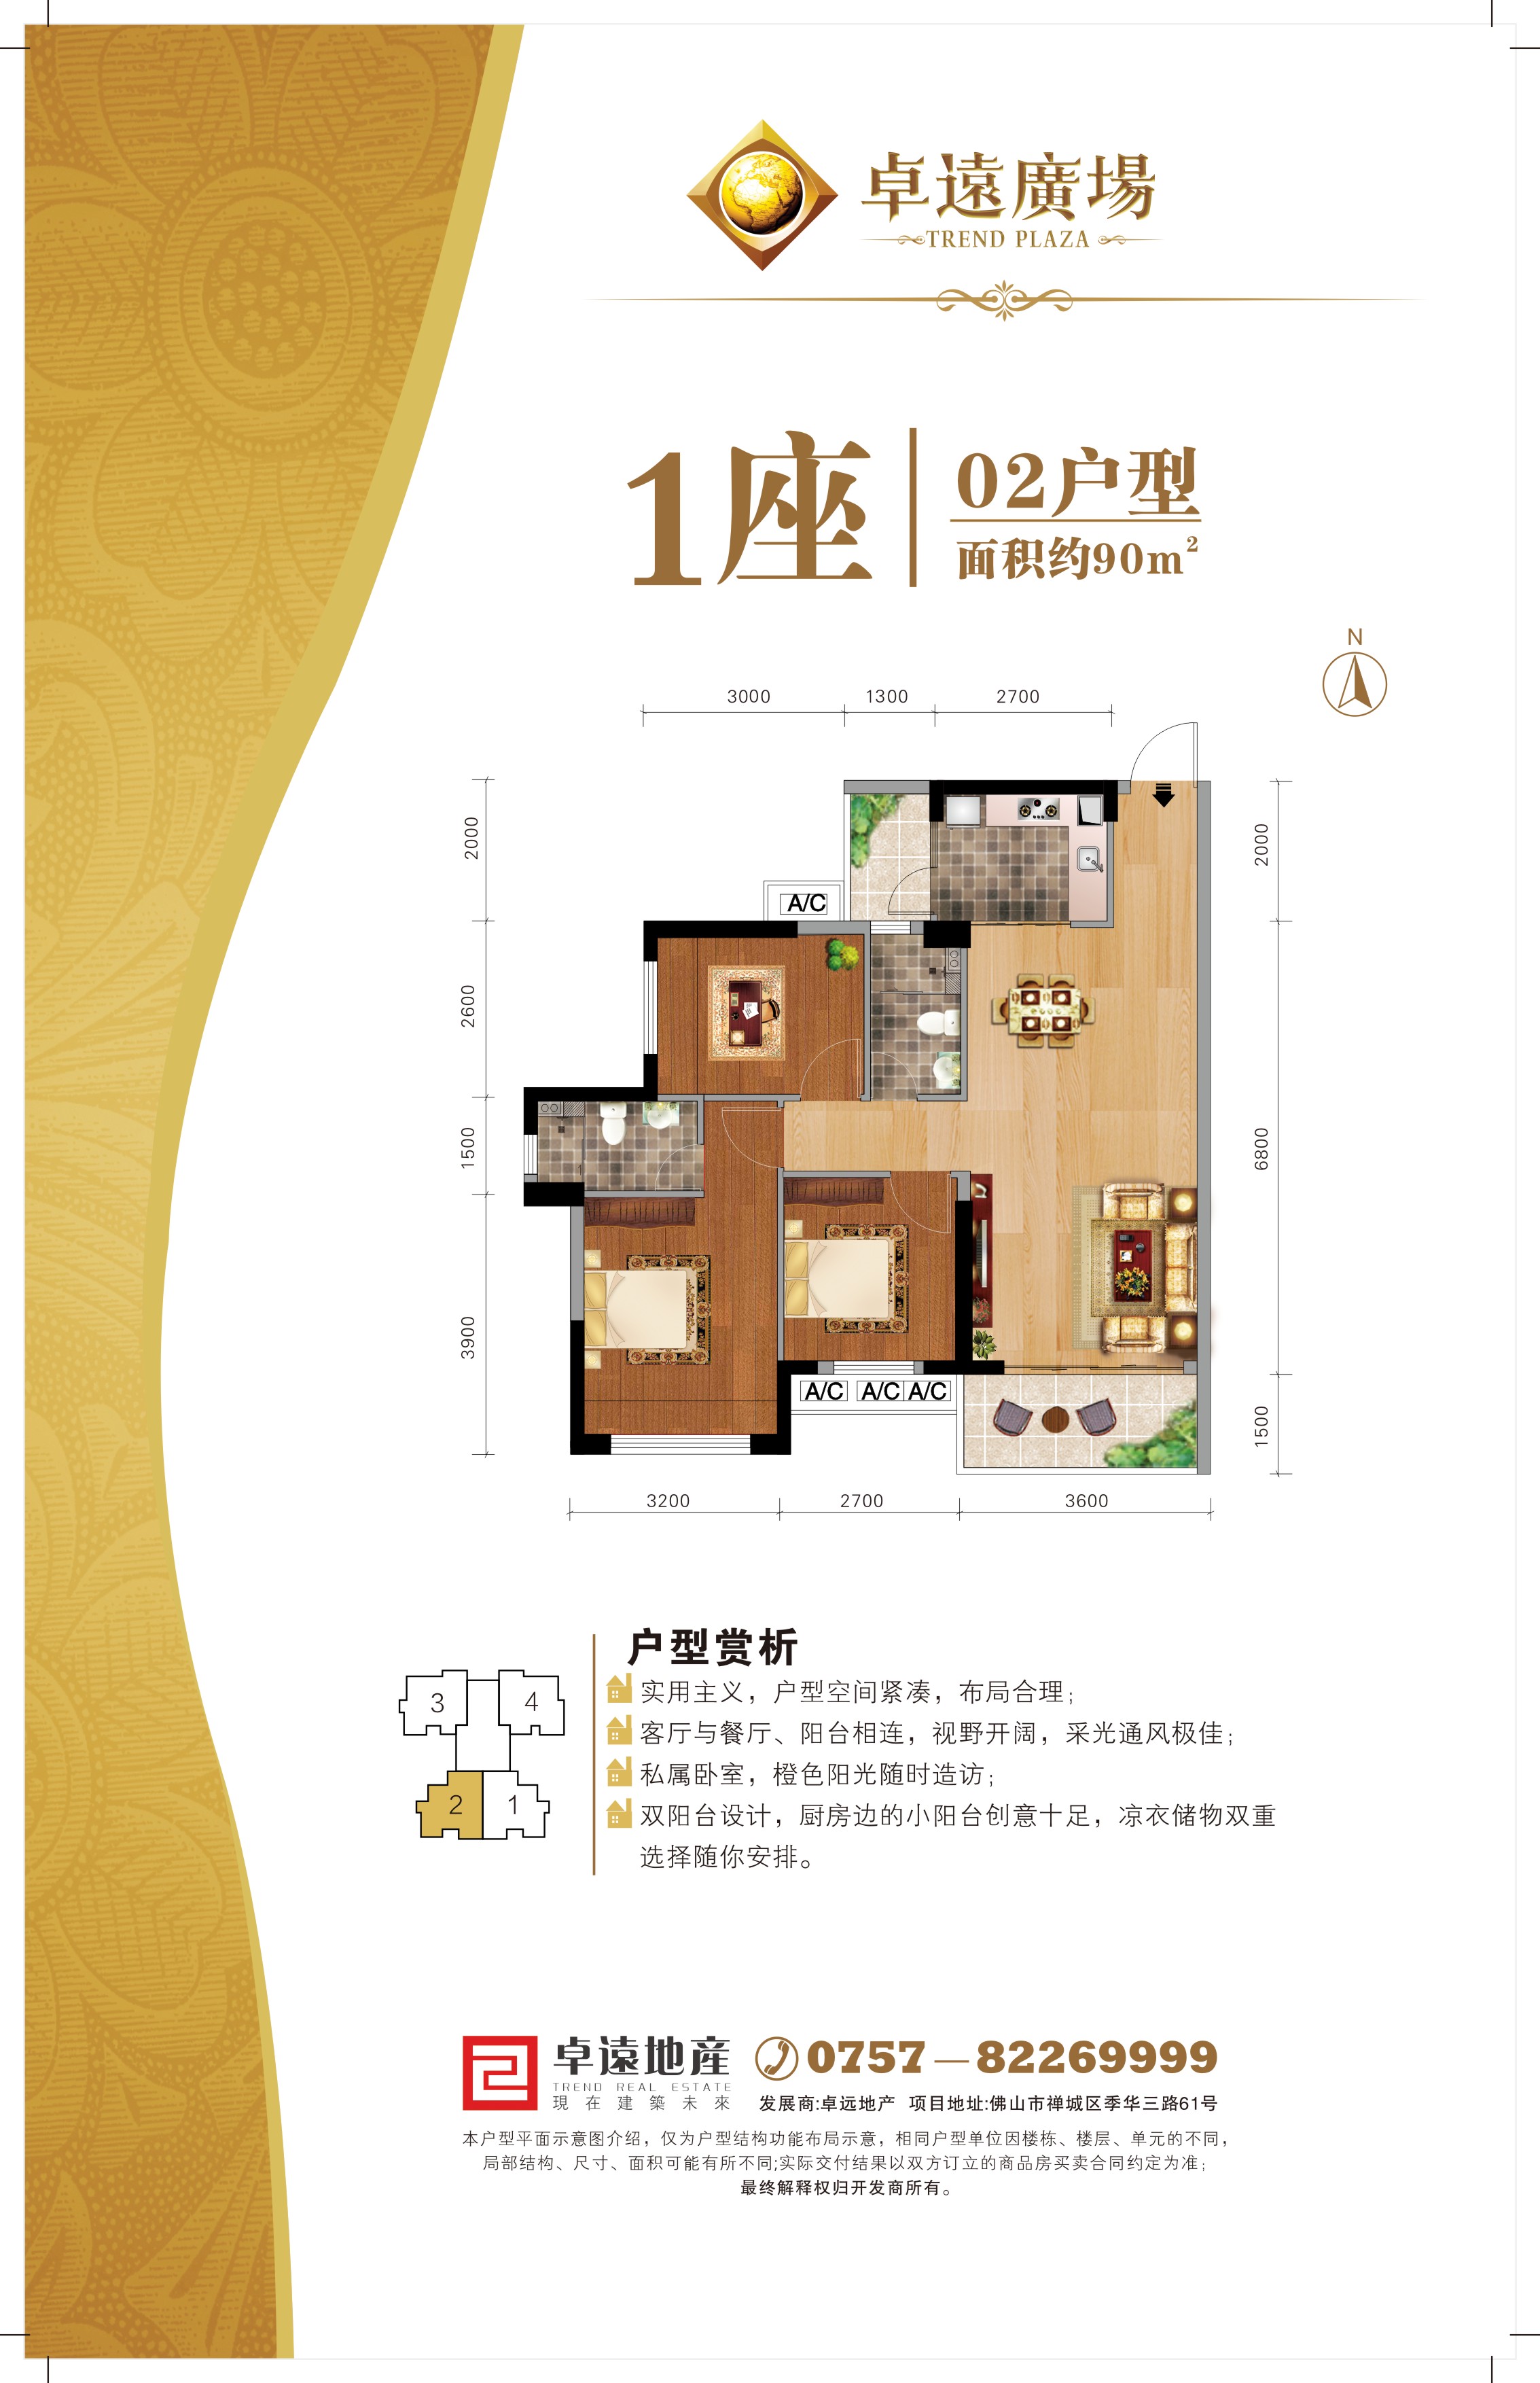 卓遠廣場
TREND PLAZA
1座
02户型
面积约90m²
N
3000 1300 2700
2000
2600
1500
3900
2000
6800
1500
A/C
A/C A/C A/C
3200 2700 3600
3 4
2 1
户型赏析
实用主义，户型空间紧凑，布局合理；
客厅与餐厅、阳台相连，视野开阔，采光通风极佳；
私属卧室，橙色阳光随时造访；
双阳台设计，厨房边的小阳台创意十足，凉衣储物双重
选择随你安排。
卓遠地産
TREND REAL ESTATE
現在建築未來
0757—82269999
发展商:卓远地产 项目地址:佛山市禅城区季华三路61号
本户型平面示意图介绍，仅为户型结构功能布局示意，相同户型单位因楼栋、楼层、单元的不同，
局部结构、尺寸、面积可能有所不同;实际交付结果以双方订立的商品房买卖合同约定为准；
最终解释权归开发商所有。